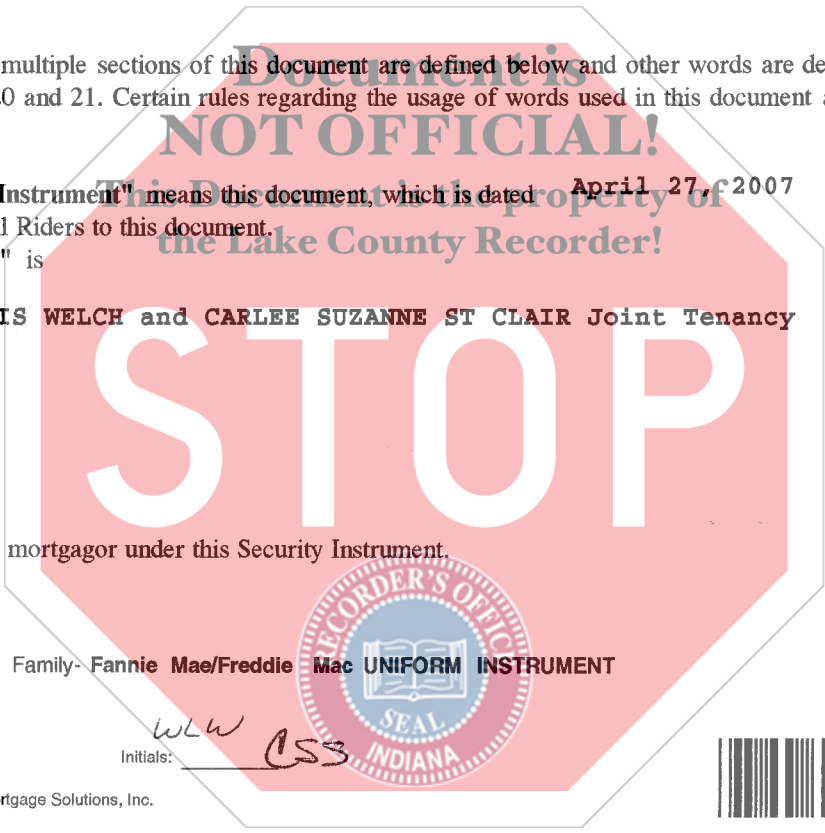 multiple sections of this document are defined below and other words are de
0 and 21. Certain rules regarding the usage of words used in this document a
Document is
NOT OFFICIAL!
This Document is the property of
the Lake County Recorder!
Instrument" means this document, which is dated April 27, 2007
l Riders to this document.
" is
IS WELCH and CARLEE SUZANNE ST CLAIR Joint Tenancy
STOP
mortgagor under this Security Instrument.
RECORDER'S OFFICE
SEAL
INDIANA
Family- Fannie Mae/Freddie Mac UNIFORM INSTRUMENT
WLW
Initials:
rtgage Solutions, Inc.